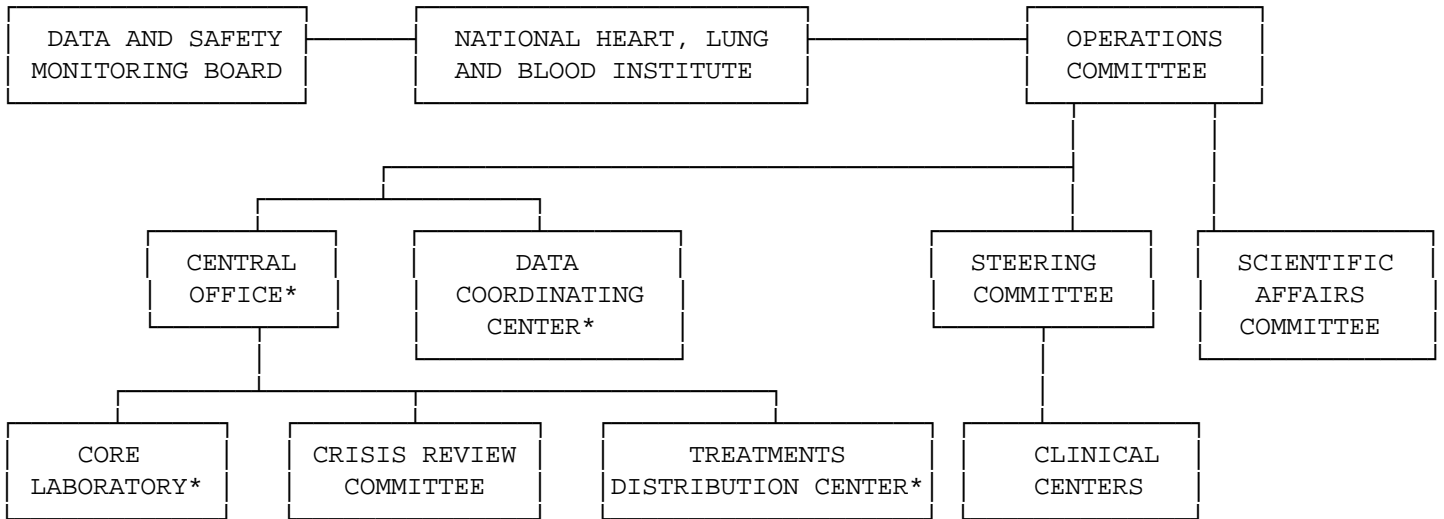 DATA AND SAFETY
MONITORING BOARD
NATIONAL HEART, LUNG
AND BLOOD INSTITUTE
OPERATIONS
COMMITTEE
CENTRAL
OFFICE*
DATA
COORDINATING
CENTER*
STEERING
COMMITTEE
SCIENTIFIC
AFFAIRS
COMMITTEE
CORE
LABORATORY*
CRISIS REVIEW
COMMITTEE
TREATMENTS
DISTRIBUTION CENTER*
CLINICAL
CENTERS